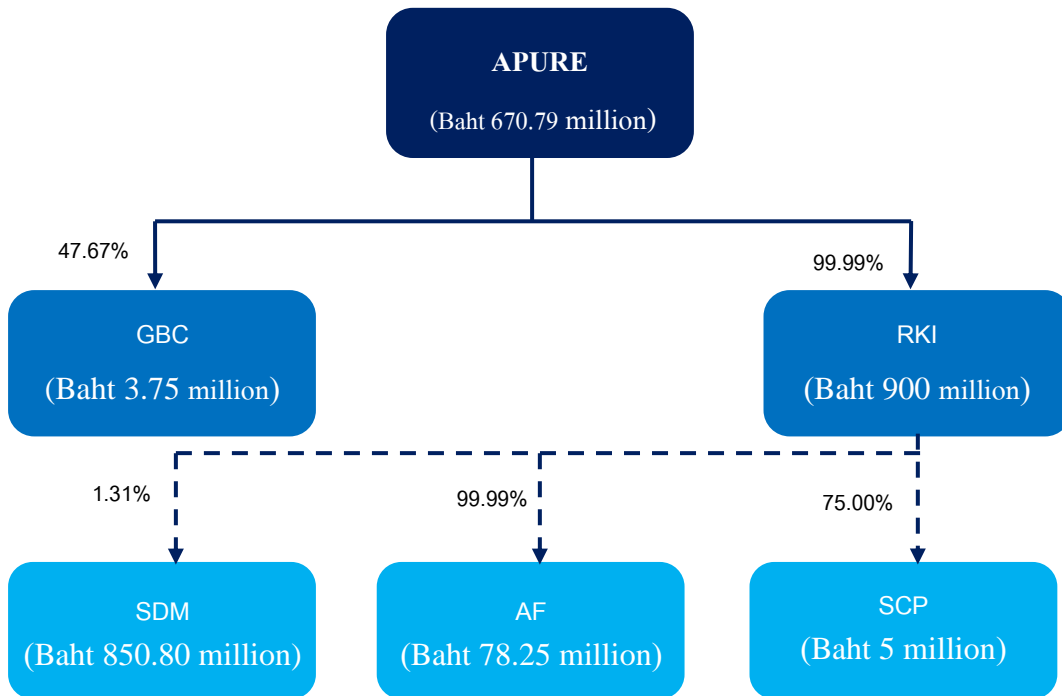 APURE
(Baht 670.79 million)
47.67%
99.99%
GBC
(Baht 3.75 million)
RKI
(Baht 900 million)
1.31%
99.99%
75.00%
SDM
(Baht 850.80 million)
AF
(Baht 78.25 million)
SCP
(Baht 5 million)